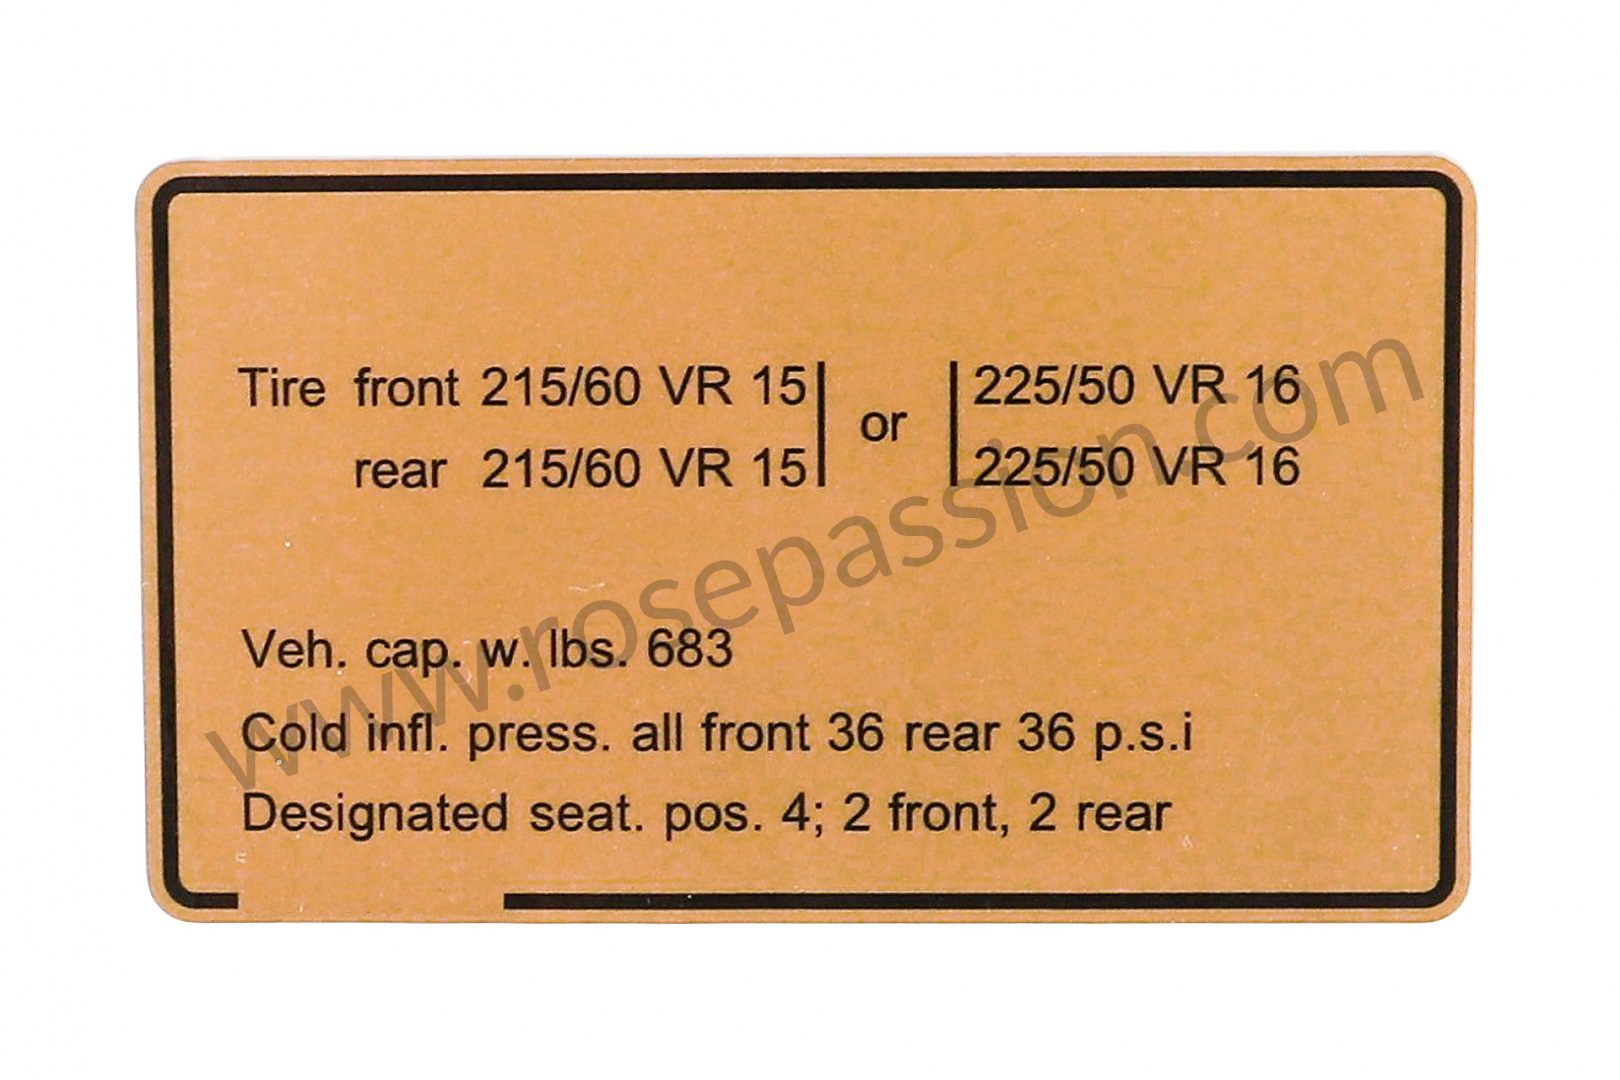 Tire front 215/60 VR 15 or 225/50 VR 16
rear 215/60 VR 15 225/50 VR 16
Veh. cap. w. lbs. 683
Cold infl. press. all front 36 rear 36 p.s.i
Designated seat. pos. 4; 2 front, 2 rear
www.rosepassion.com